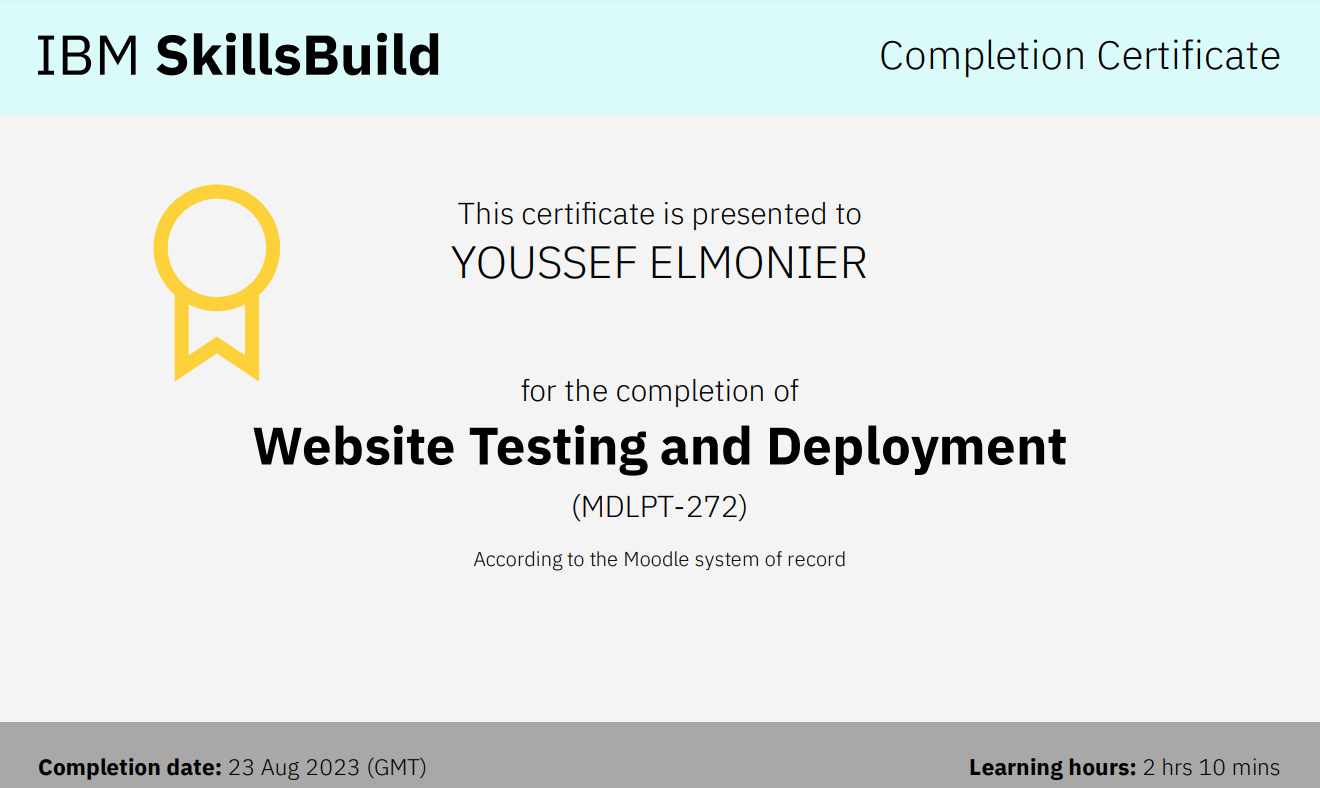 IBM SkillsBuild
Completion Certificate
This certificate is presented to
YOUSSEF ELMONIER
for the completion of
Website Testing and Deployment
(MDLPT-272)
According to the Moodle system of record
Completion date: 23 Aug 2023 (GMT)
Learning hours: 2 hrs 10 mins